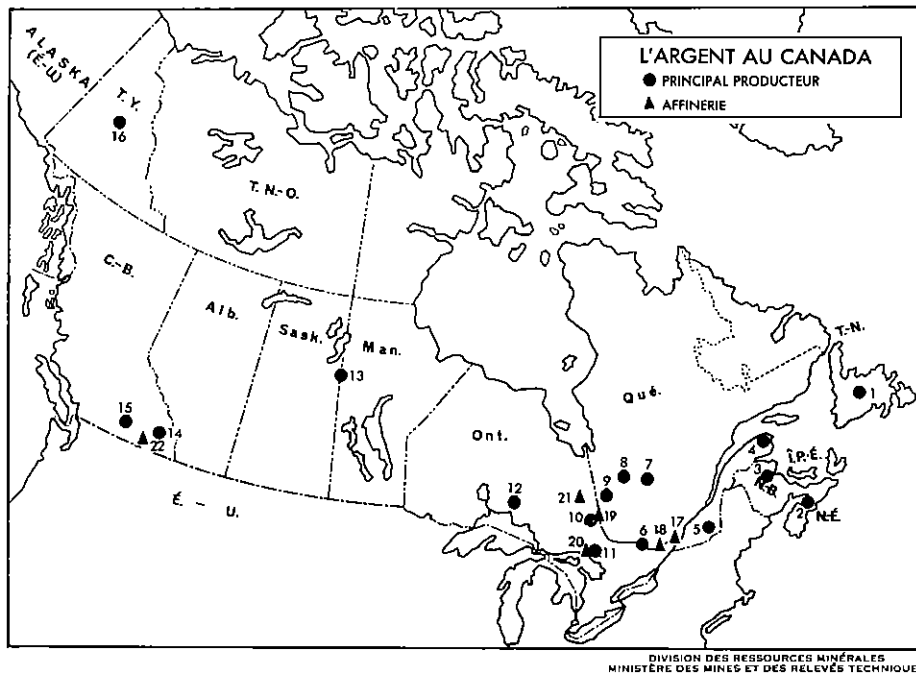 L'ARGENT AU CANADA
PRINCIPAL PRODUCTEUR
AFFINERIE
ALASKA
(É.-U.)
T.Y.
16
T.N.-O.
C.-B.
Alb.
Sask.
Man.
13
T.-N.
1
Qué.
15
14
22
Ont.
4
Î.P.-É.
3
N.-B.
8
7
9
21
12
2
N.-É.
É.-U.
10
19
5
17
6
18
20
11
DIVISION DES RESSOURCES MINÉRALES
MINISTÈRE DES MINES ET DES RELEVÉS TECHNIQUE